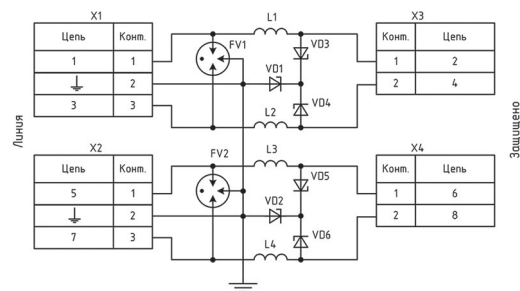 X1
Цепь Конт.
1 1
2
3 3
X2
Цепь Конт.
5 1
2
7 3
Линия
L1
FV1
VD3
VD1
VD4
L2
FV2
L3
VD5
VD2
VD6
L4
X3
Конт. Цепь
1 2
2 4
X4
Конт. Цепь
1 6
2 8
Защищено